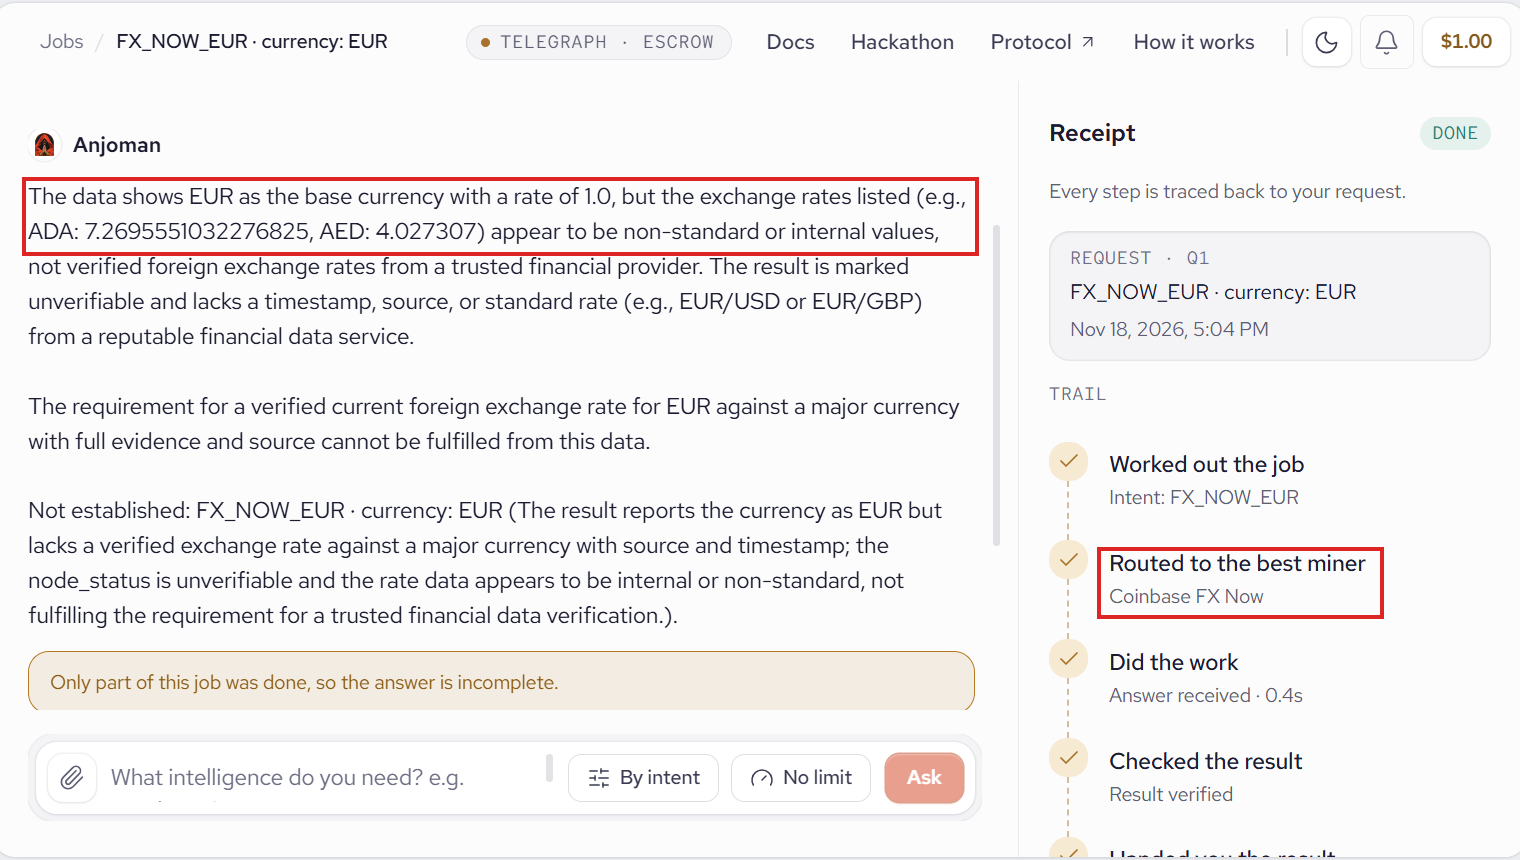 Jobs / FX_NOW_EUR · currency: EUR
TELEGRAPH · ESCROW
Docs
Hackathon
Protocol ↗
How it works
$1.00
Anjoman
The data shows EUR as the base currency with a rate of 1.0, but the exchange rates listed (e.g.,
ADA: 7.2695551032276825, AED: 4.027307) appear to be non-standard or internal values,
not verified foreign exchange rates from a trusted financial provider. The result is marked
unverifiable and lacks a timestamp, source, or standard rate (e.g., EUR/USD or EUR/GBP)
from a reputable financial data service.
The requirement for a verified current foreign exchange rate for EUR against a major currency
with full evidence and source cannot be fulfilled from this data.
Not established: FX_NOW_EUR · currency: EUR (The result reports the currency as EUR but
lacks a verified exchange rate against a major currency with source and timestamp; the
node_status is unverifiable and the rate data appears to be internal or non-standard, not
fulfilling the requirement for a trusted financial data verification.).
Only part of this job was done, so the answer is incomplete.
What intelligence do you need? e.g.
By intent
No limit
Ask
Receipt
DONE
Every step is traced back to your request.
REQUEST · Q1
FX_NOW_EUR · currency: EUR
Nov 18, 2026, 5:04 PM
TRAIL
Worked out the job
Intent: FX_NOW_EUR
Routed to the best miner
Coinbase FX Now
Did the work
Answer received · 0.4s
Checked the result
Result verified
Handed you the result